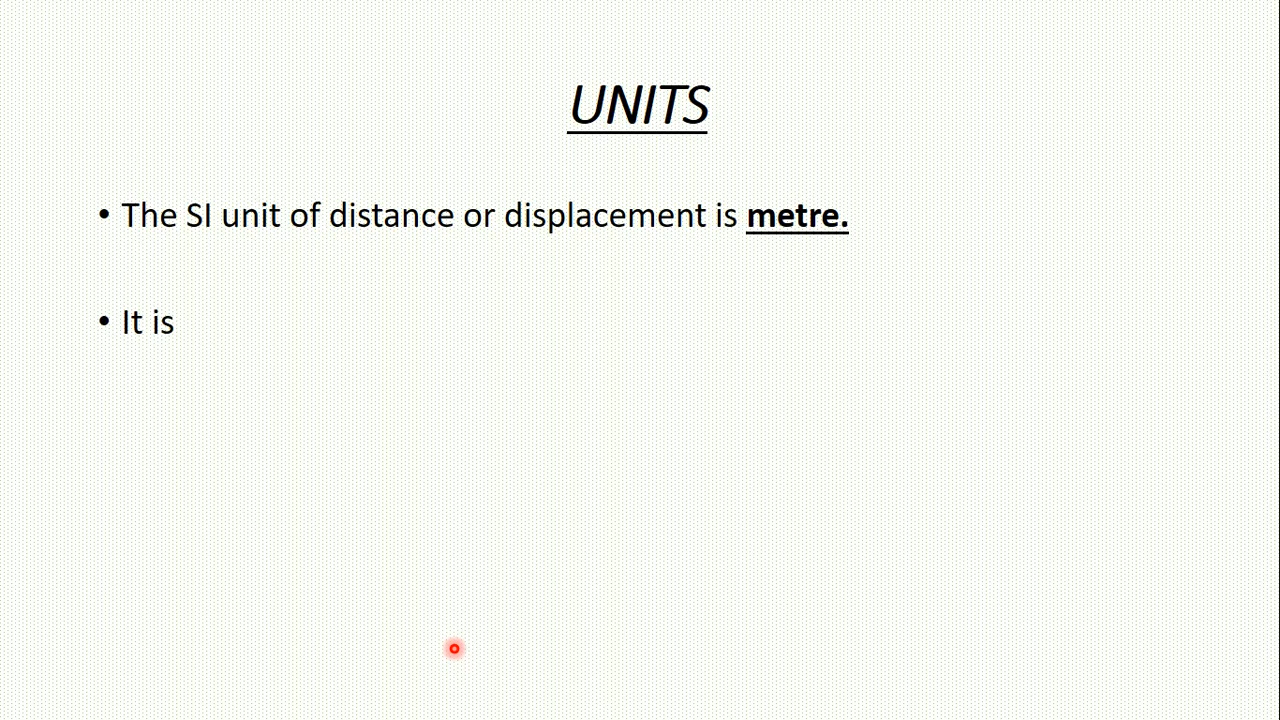 UNITS
• The SI unit of distance or displacement is metre.
• It is